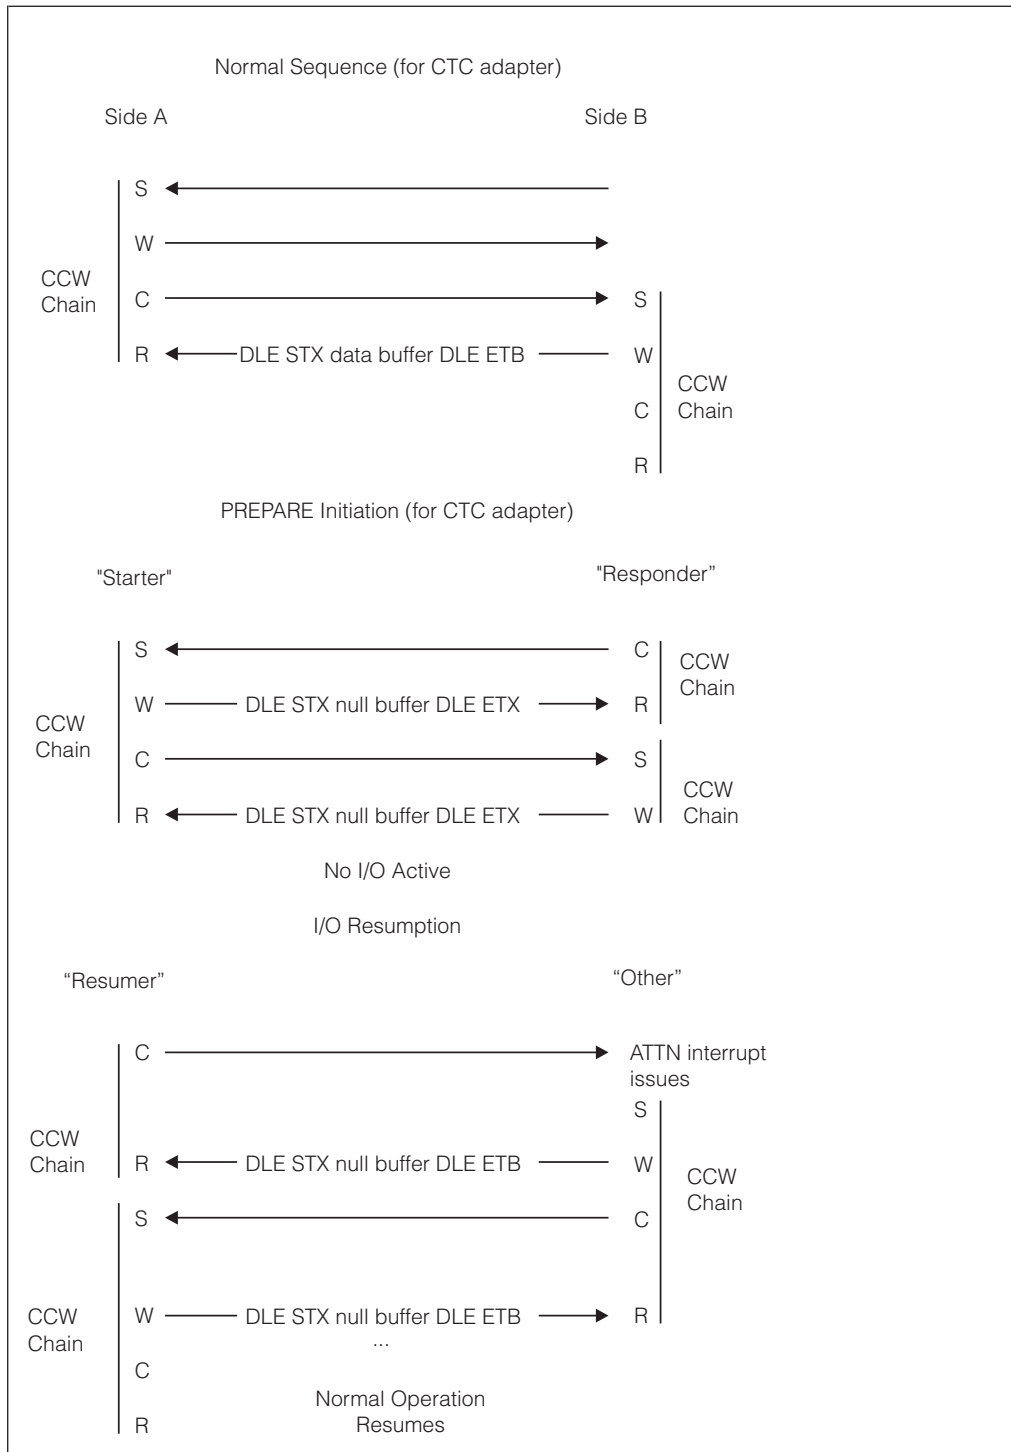 Normal Sequence (for CTC adapter)
Side A Side B
S
W
CCW
Chain
C S
R DLE STX data buffer DLE ETB W
CCW
Chain
C
R
PREPARE Initiation (for CTC adapter)
"Starter" "Responder”
S C
CCW
Chain
W DLE STX null buffer DLE ETX R
CCW
Chain
C S
CCW
Chain
R DLE STX null buffer DLE ETX W
No I/O Active
I/O Resumption
“Resumer” “Other”
C ATTN interrupt
issues
S
CCW
Chain
R DLE STX null buffer DLE ETB W
CCW
Chain
S C
CCW
Chain
W DLE STX null buffer DLE ETB R
...
C
Normal Operation
Resumes
R